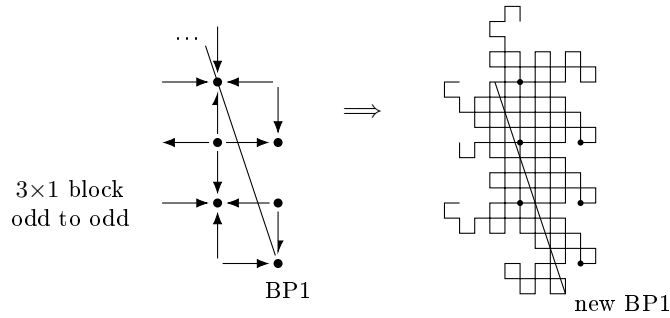 ...
⟹
3×1 block
odd to odd
BP1
new BP1